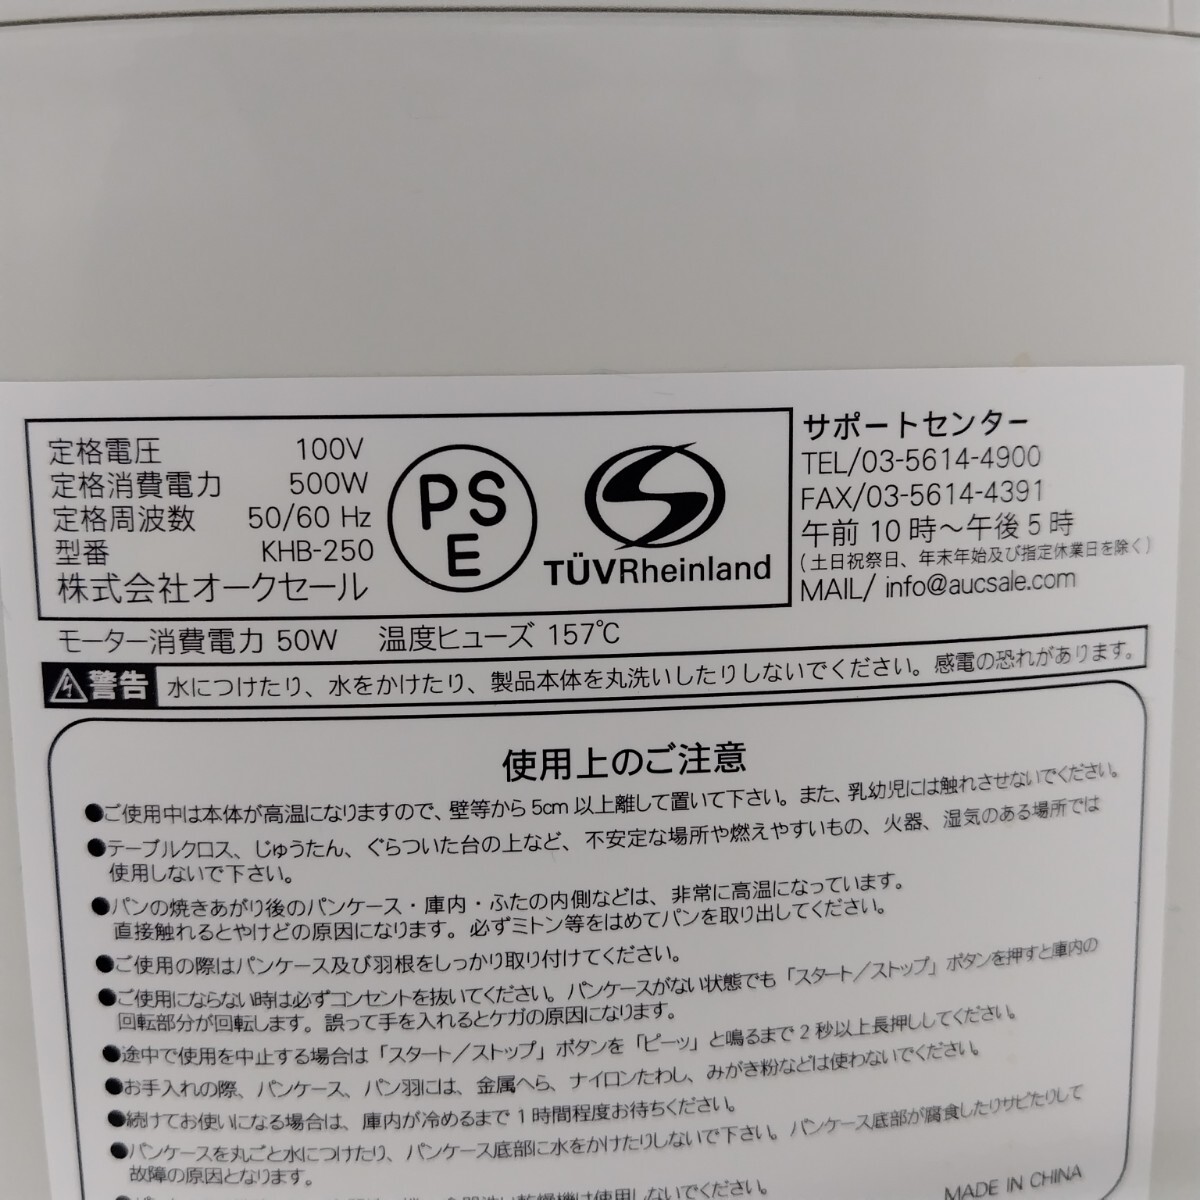 定格電圧 100V
定格消費電力 500W
定格周波数 50/60 Hz
型番 KHB-250
株式会社オークセール
PS
E
TÜVRheinland
サポートセンター
TEL/03-5614-4900
FAX/03-5614-4391
午前10時～午後5時
(土日祝祭日、年末年始及び指定休業日を除く)
MAIL/ info@aucsale.com
モーター消費電力 50W 温度ヒューズ 157℃
警告 水につけたり、水をかけたり、製品本体を丸洗いしたりしないでください。感電の恐れがあります。
使用上のご注意
●ご使用中は本体が高温になりますので、壁等から5cm以上離して置いて下さい。また、乳幼児には触れさせないでください。
●テーブルクロス、じゅうたん、ぐらついた台の上など、不安定な場所や燃えやすいもの、火器、湿気のある場所では
使用しないで下さい。
●パンの焼きあがり後のパンケース・庫内・ふたの内側などは、非常に高温になっています。
直接触れるとやけどの原因になります。必ずミトン等をはめてパンを取り出してください。
●ご使用の際はパンケース及び羽根をしっかり取り付けてください。
●ご使用にならない時は必ずコンセントを抜いてください。パンケースがない状態でも「スタート/ストップ」ボタンを押すと庫内の
回転部分が回転します。誤って手を入れるとケガの原因になります。
●途中で使用を中止する場合は「スタート/ストップ」ボタンを「ピーッ」と鳴るまで2秒以上長押ししてください。
●お手入れの際、パンケース、パン羽には、金属へら、ナイロンたわし、みがき粉などは使わないでください。
●続けてお使いになる場合は、庫内が冷めるまで1時間程度お待ちください。
●パンケースを丸ごと水につけたり、パンケース底部に水をかけたりしないで下さい。パンケース底部が腐食したりサビたりして
故障の原因となります。
乾燥機は使用しないでください。
MADE IN CHINA